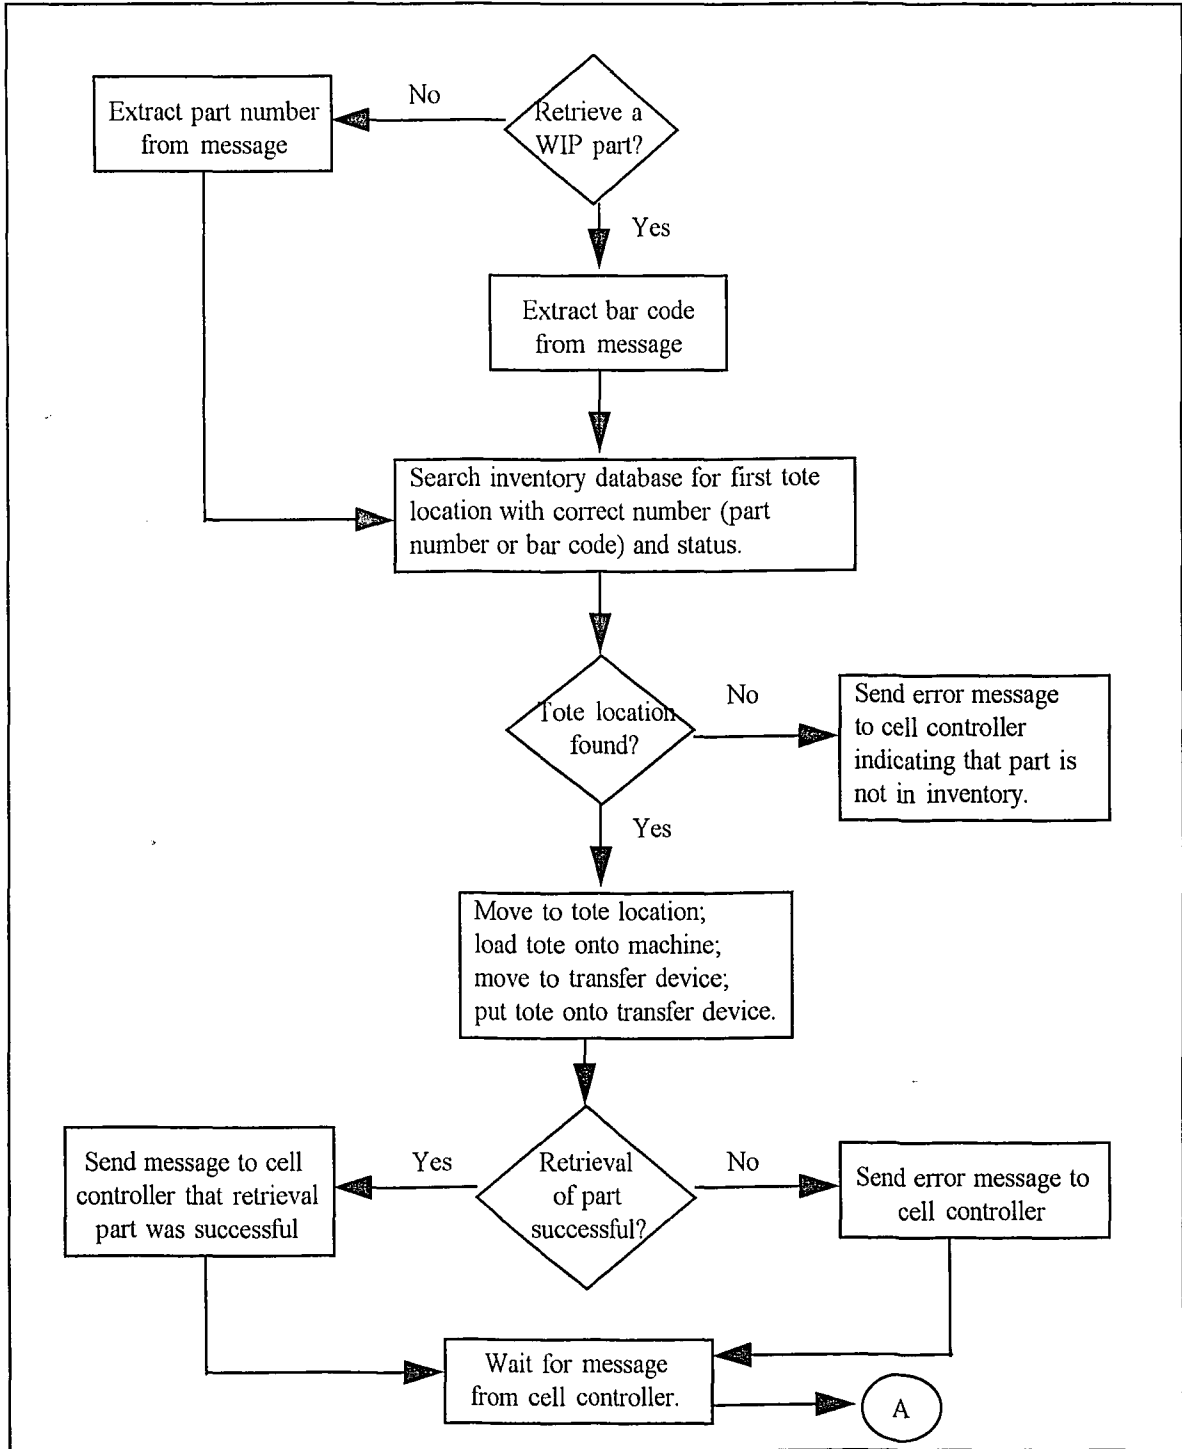 No
Retrieve a
WIP part?
Extract part number
from message
Yes
Extract bar code
from message
Search inventory database for first tote
location with correct number (part
number or bar code) and status.
Tote location
found?
No
Send error message
to cell controller
indicating that part is
not in inventory.
Yes
Move to tote location;
load tote onto machine;
move to transfer device;
put tote onto transfer device.
Send message to cell
controller that retrieval
part was successful
Yes
Retrieval
of part
successful?
No
Send error message to
cell controller
Wait for message
from cell controller.
A